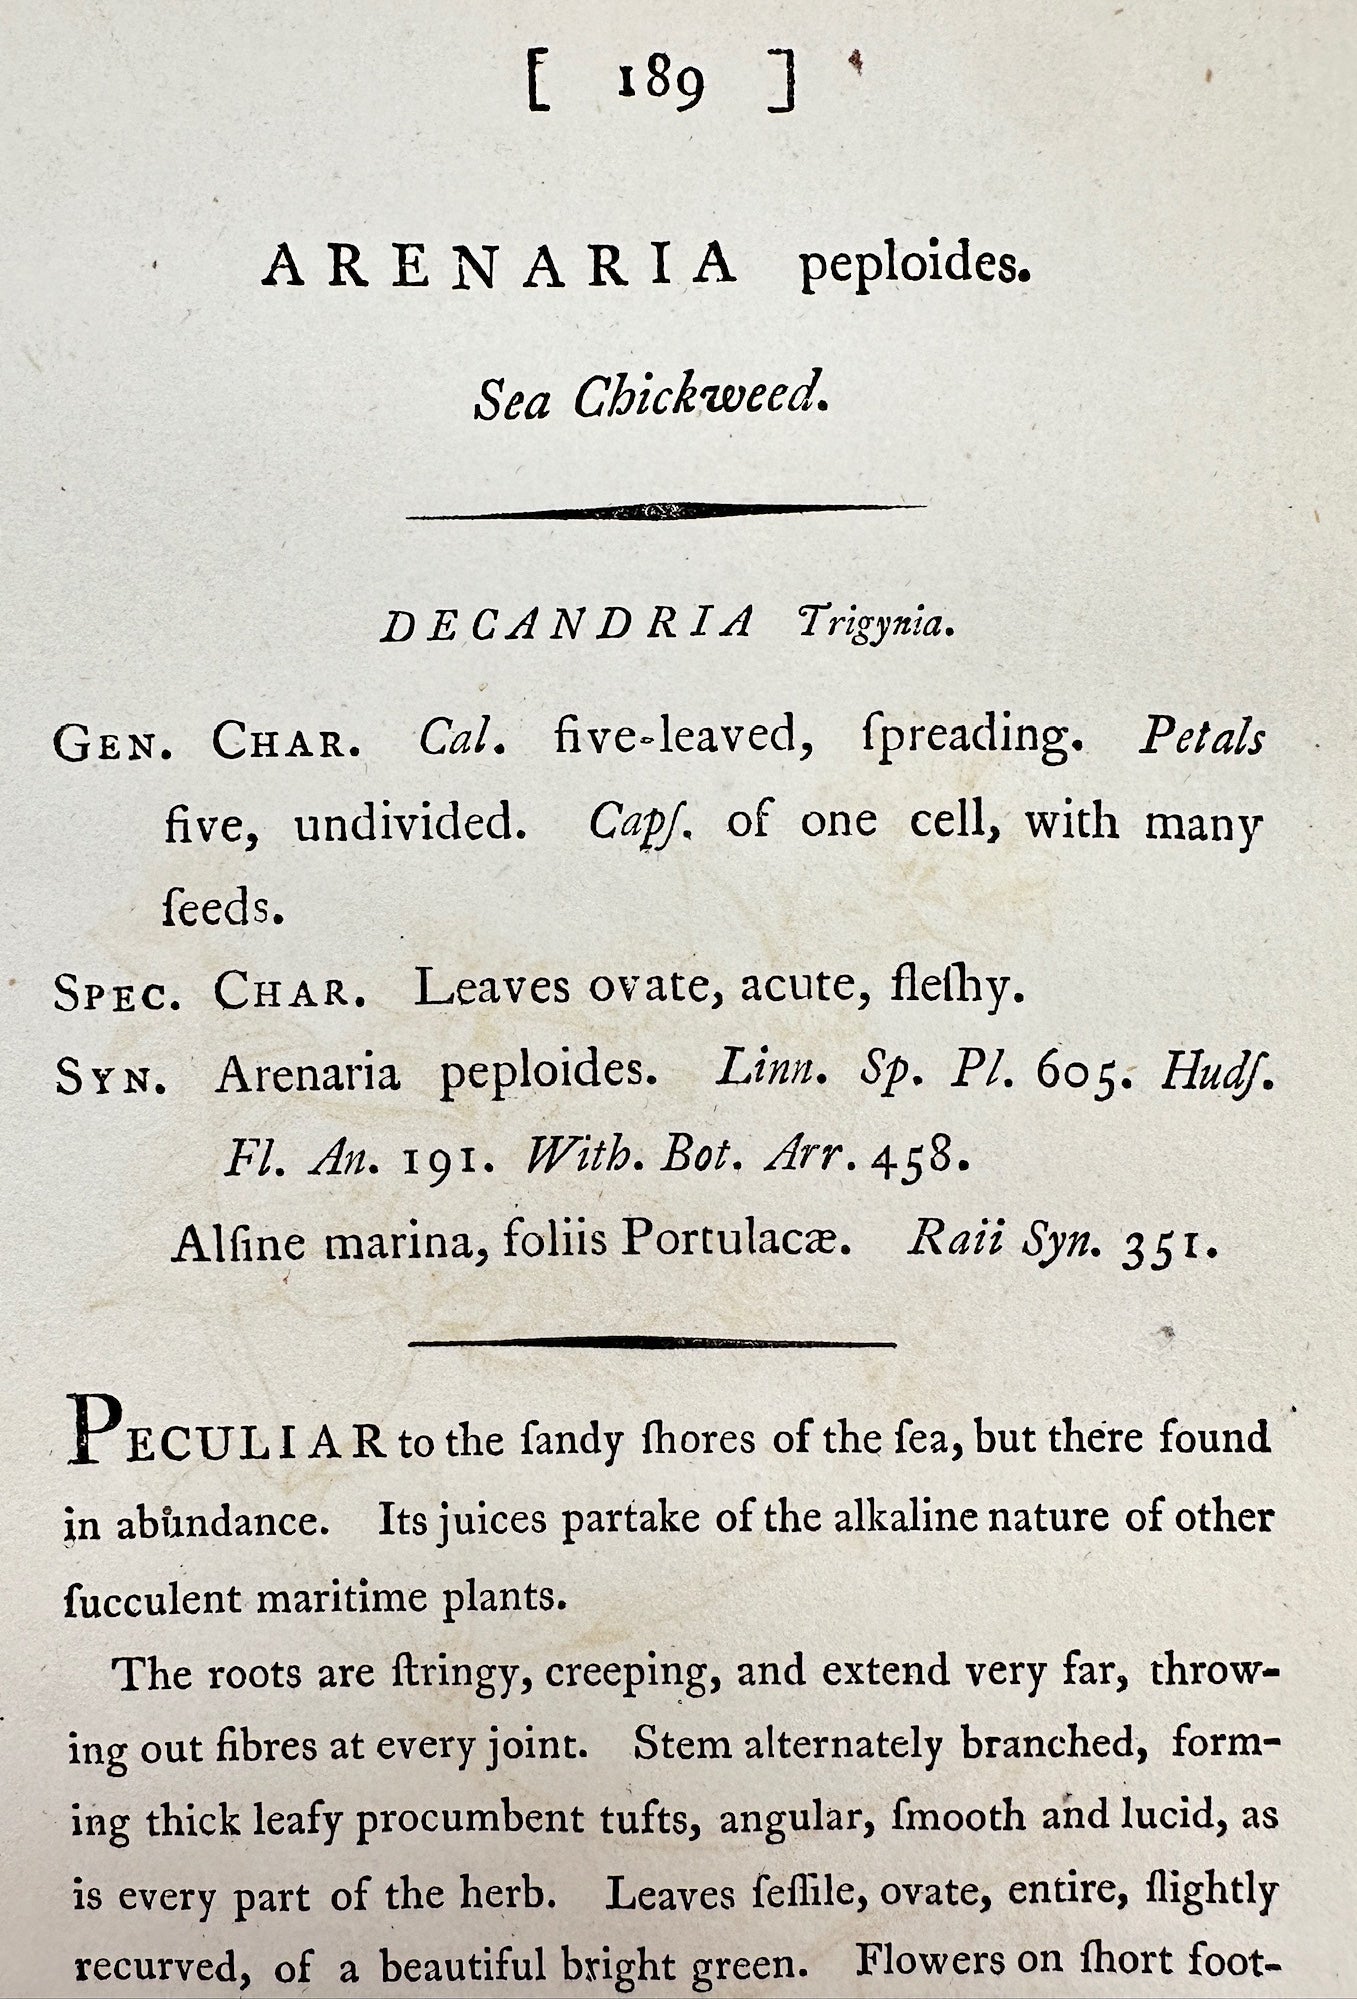 [ 189 ]
ARENARIA peploides.
Sea Chickweed.
DECANDRIA Trigynia.
GEN. CHAR. Cal. five-leaved, ſpreading. Petals
five, undivided. Capſ. of one cell, with many
ſeeds.
SPEC. CHAR. Leaves ovate, acute, fleſhy.
SYN. Arenaria peploides. Linn. Sp. Pl. 605. Hudſ.
Fl. An. 191. With. Bot. Arr. 458.
Alſine marina, foliis Portulacæ. Raii Syn. 351.
PECULIAR to the ſandy ſhores of the ſea, but there found
in abundance. Its juices partake of the alkaline nature of other
ſucculent maritime plants.
The roots are ſtringy, creeping, and extend very far, throw-
ing out fibres at every joint. Stem alternately branched, form-
ing thick leafy procumbent tufts, angular, ſmooth and lucid, as
is every part of the herb. Leaves ſeſſile, ovate, entire, ſlightly
recurved, of a beautiful bright green. Flowers on ſhort foot-